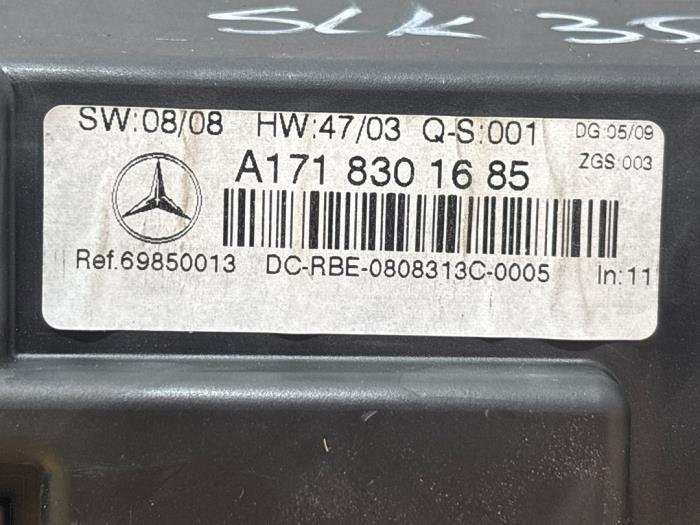 SLK 35
SW:08/08 HW:47/03 Q-S:001 DG:05/09
A171 830 16 85 ZGS:003
Ref.69850013 DC-RBE-0808313C-0005 In:11